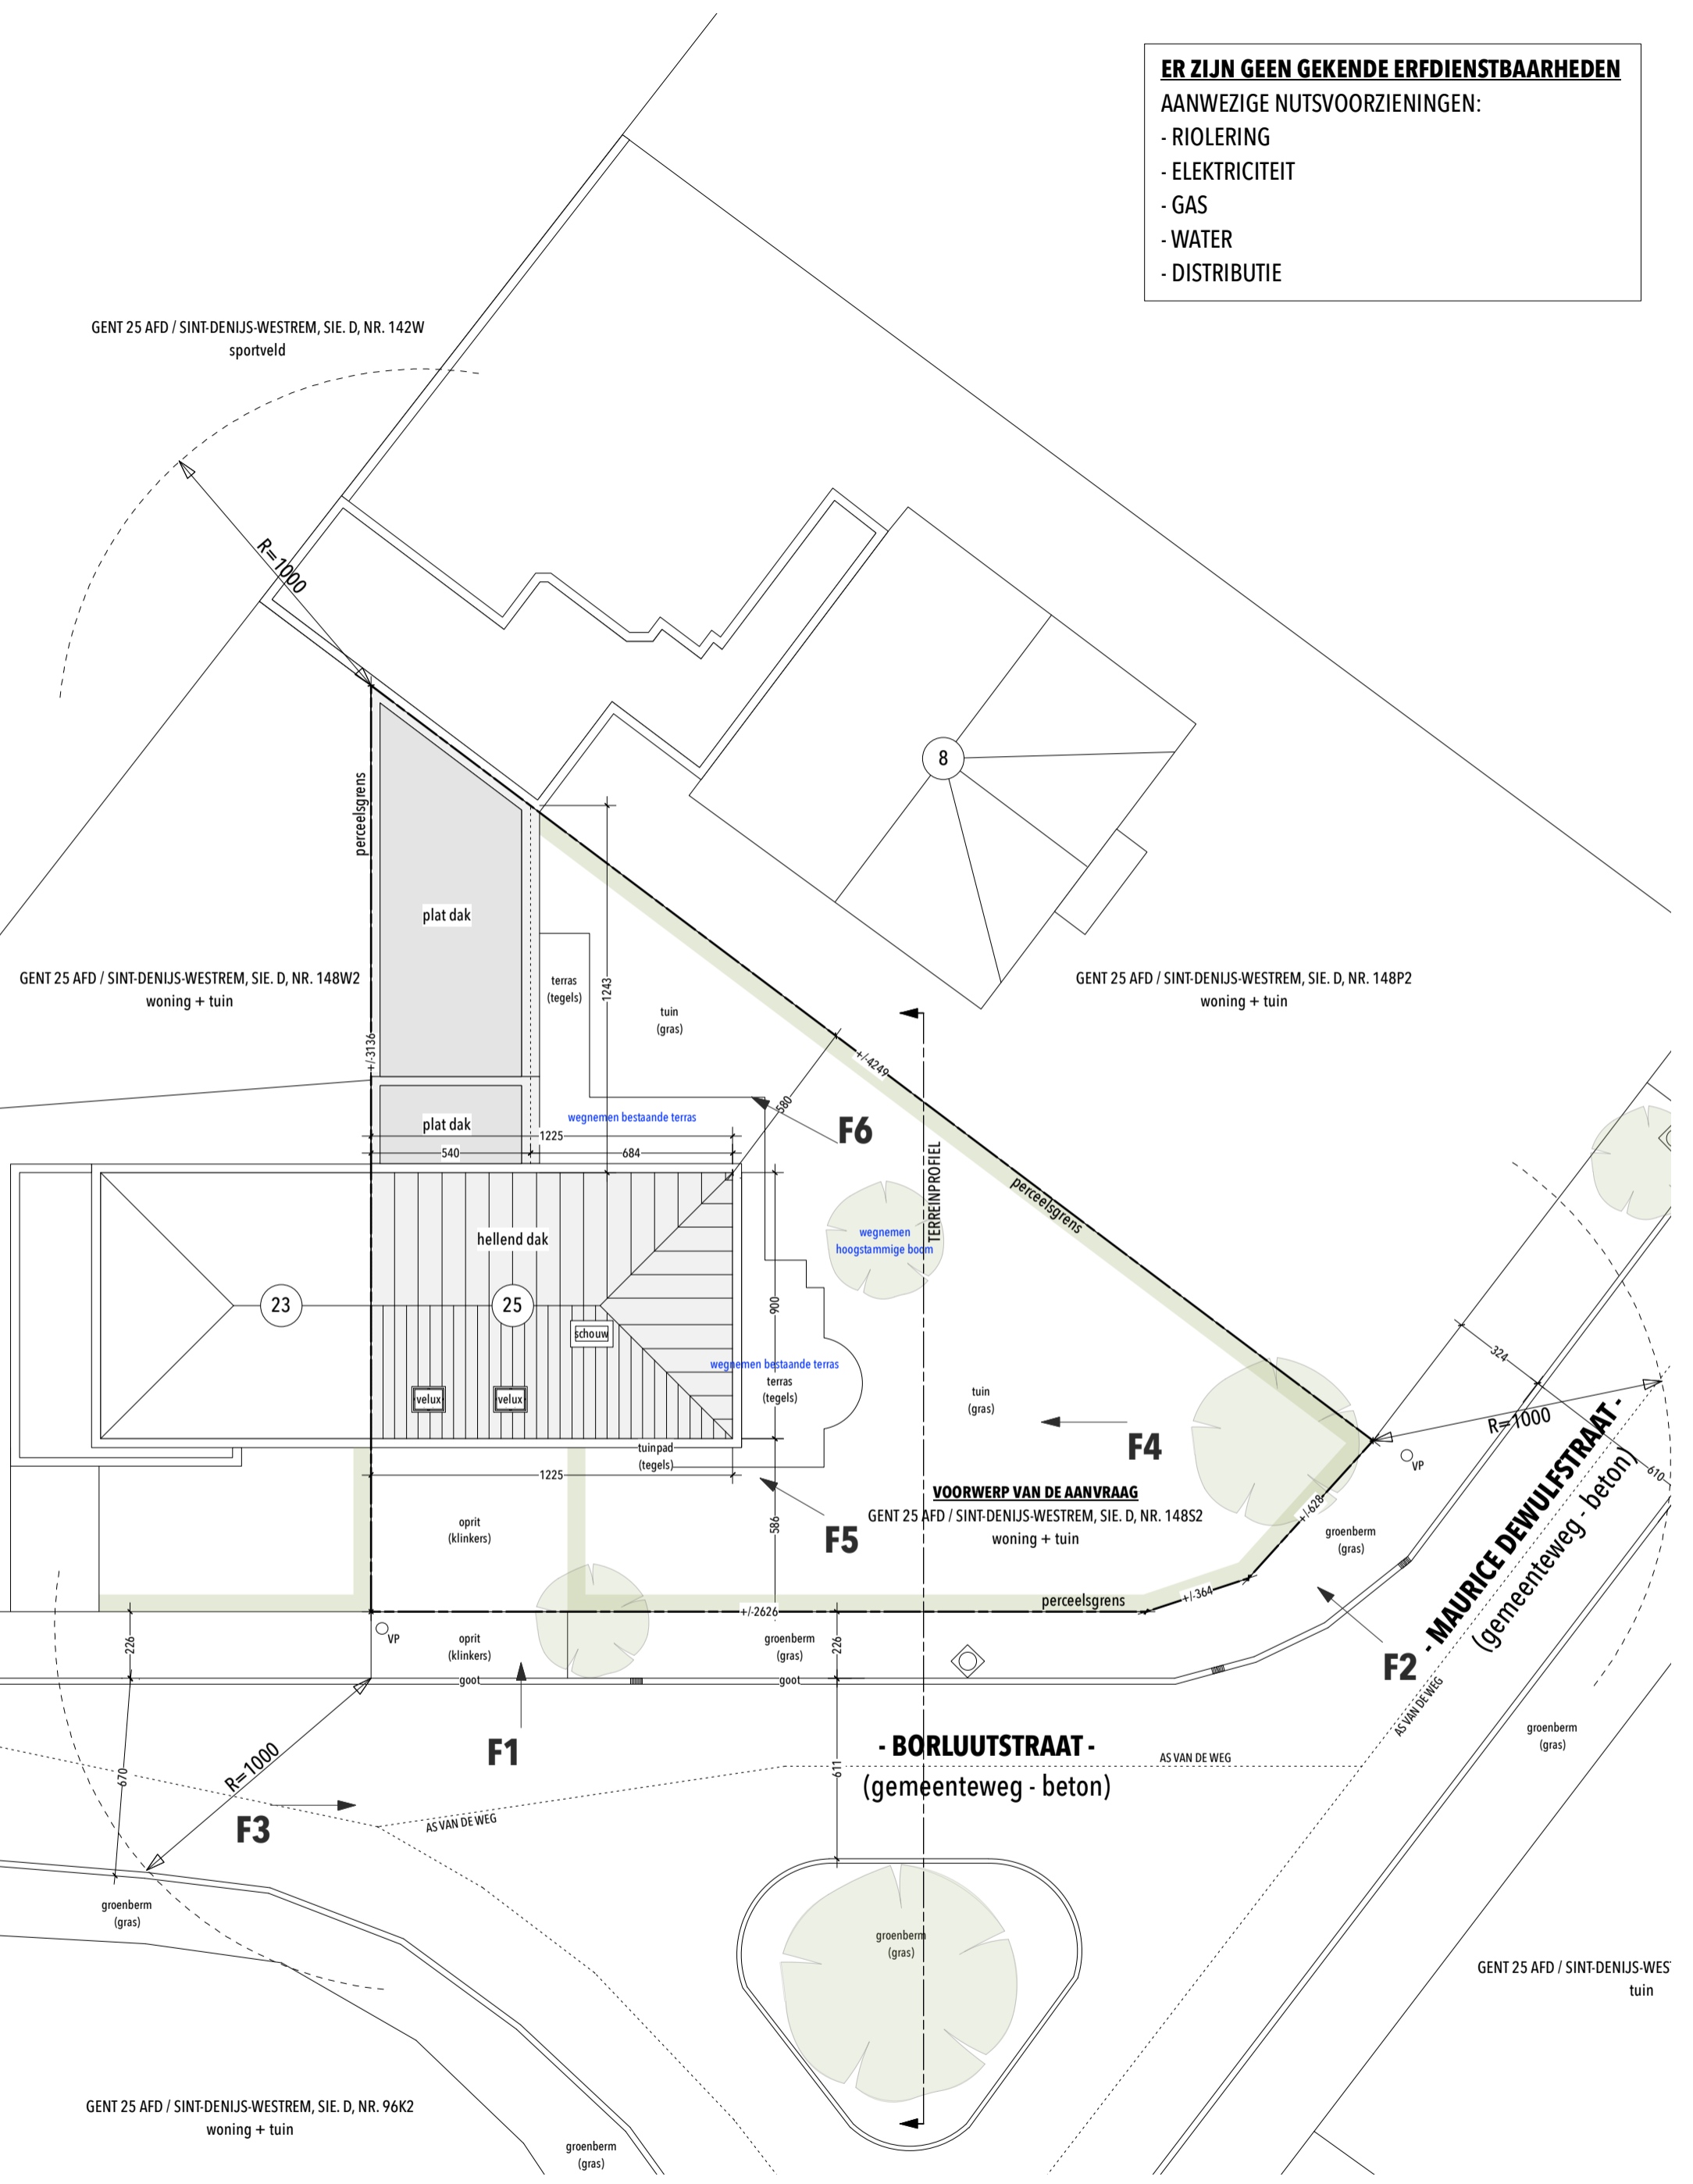 ER ZIJN GEEN GEKENDE ERFDIENSTBAARHEDEN
AANWEZIGE NUTSVOORZIENINGEN:
- RIOLERING
- ELEKTRICITEIT
- GAS
- WATER
- DISTRIBUTIE
GENT 25 AFD / SINT-DENIJS-WESTREM, SIE. D, NR. 142W
sportveld
R=1000
8
perceelsgrens
plat dak
GENT 25 AFD / SINT-DENIJS-WESTREM, SIE. D, NR. 148W2
woning + tuin
terras
(tegels)
1243
tuin
(gras)
GENT 25 AFD / SINT-DENIJS-WESTREM, SIE. D, NR. 148P2
woning + tuin
+/-3136
+/-4249
580
plat dak
wegnemen bestaande terras
F6
1225
540
684
TERREINPROFIEL
perceelsgrens
hellend dak
wegnemen
hoogstammige boom
23
25
900
schouw
wegnemen bestaande terras
terras
(tegels)
velux
velux
tuin
(gras)
324
R=1000
F4
tuinpad
(tegels)
VP
1225
610
VOORWERP VAN DE AANVRAAG
GENT 25 AFD / SINT-DENIJS-WESTREM, SIE. D, NR. 148S2
woning + tuin
586
F5
oprit
(klinkers)
+/-628
groenberm
(gras)
- MAURICE DEWULFSTRAAT -
(gemeenteweg - beton)
+/-364
perceelsgrens
+/-2626
226
VP
oprit
(klinkers)
groenberm
(gras)
226
F2
goot
goot
AS VAN DE WEG
groenberm
(gras)
F1
- BORLUUTSTRAAT -
(gemeenteweg - beton)
AS VAN DE WEG
611
670
R=1000
F3
AS VAN DE WEG
groenberm
(gras)
groenberm
(gras)
GENT 25 AFD / SINT-DENIJS-WES
tuin
GENT 25 AFD / SINT-DENIJS-WESTREM, SIE. D, NR. 96K2
woning + tuin
groenberm
(gras)